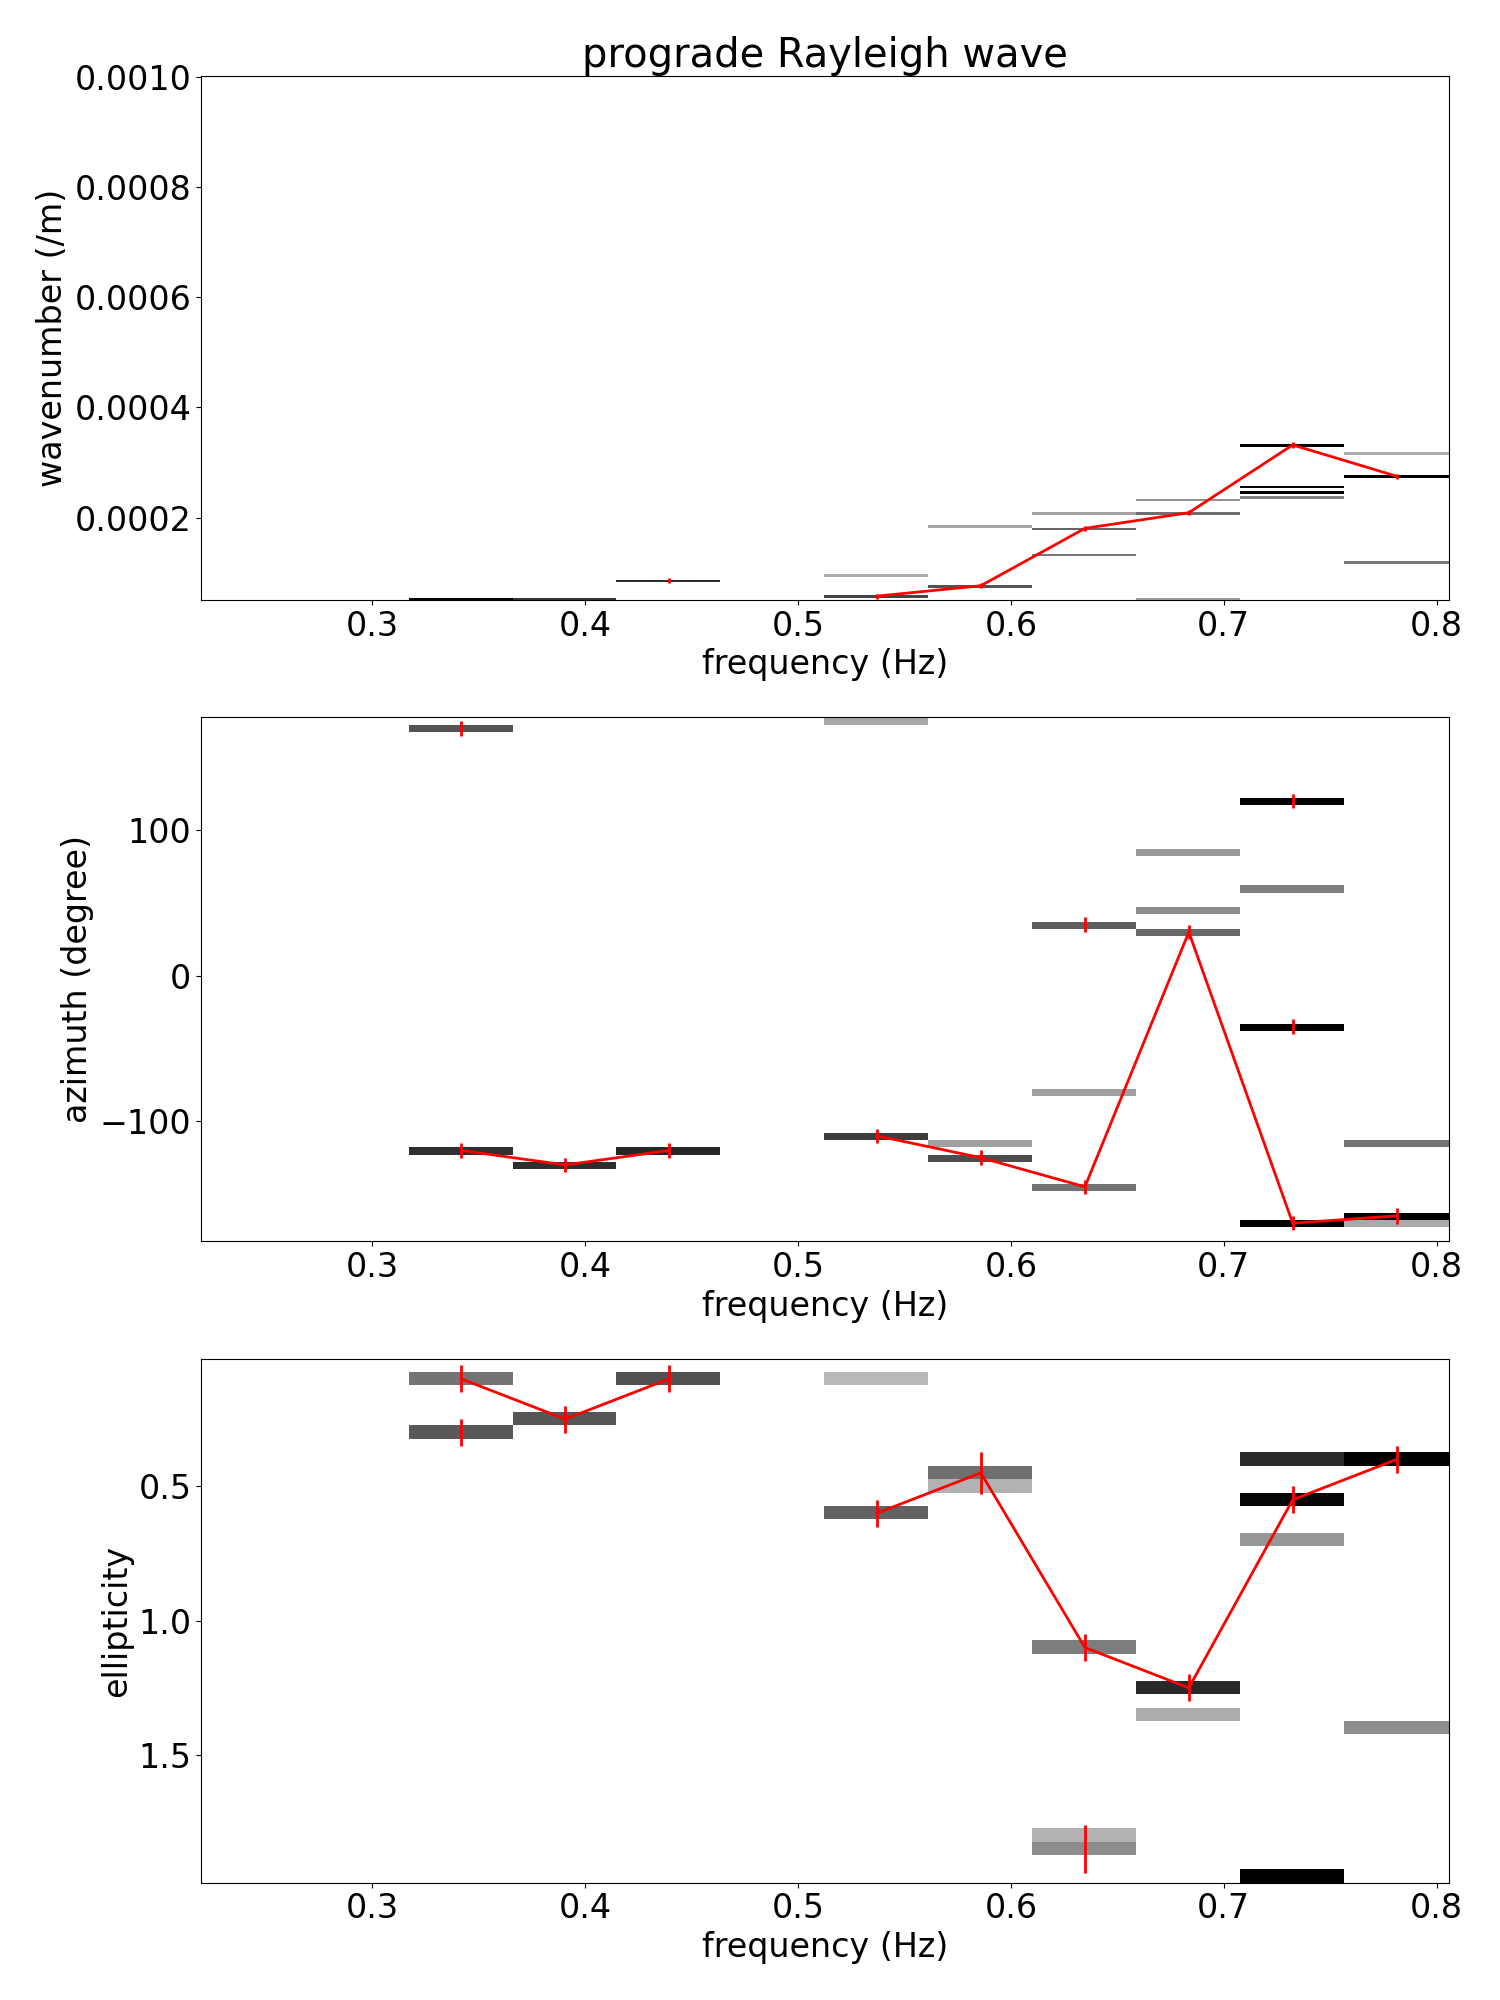 prograde Rayleigh wave
0.0010
0.0008
0.0006
0.0004
0.0002
wavenumber (/m)
0.3 0.4 0.5 0.6 0.7 0.8
frequency (Hz)
100
0
−100
azimuth (degree)
0.3 0.4 0.5 0.6 0.7 0.8
frequency (Hz)
0.5
1.0
1.5
ellipticity
0.3 0.4 0.5 0.6 0.7 0.8
frequency (Hz)